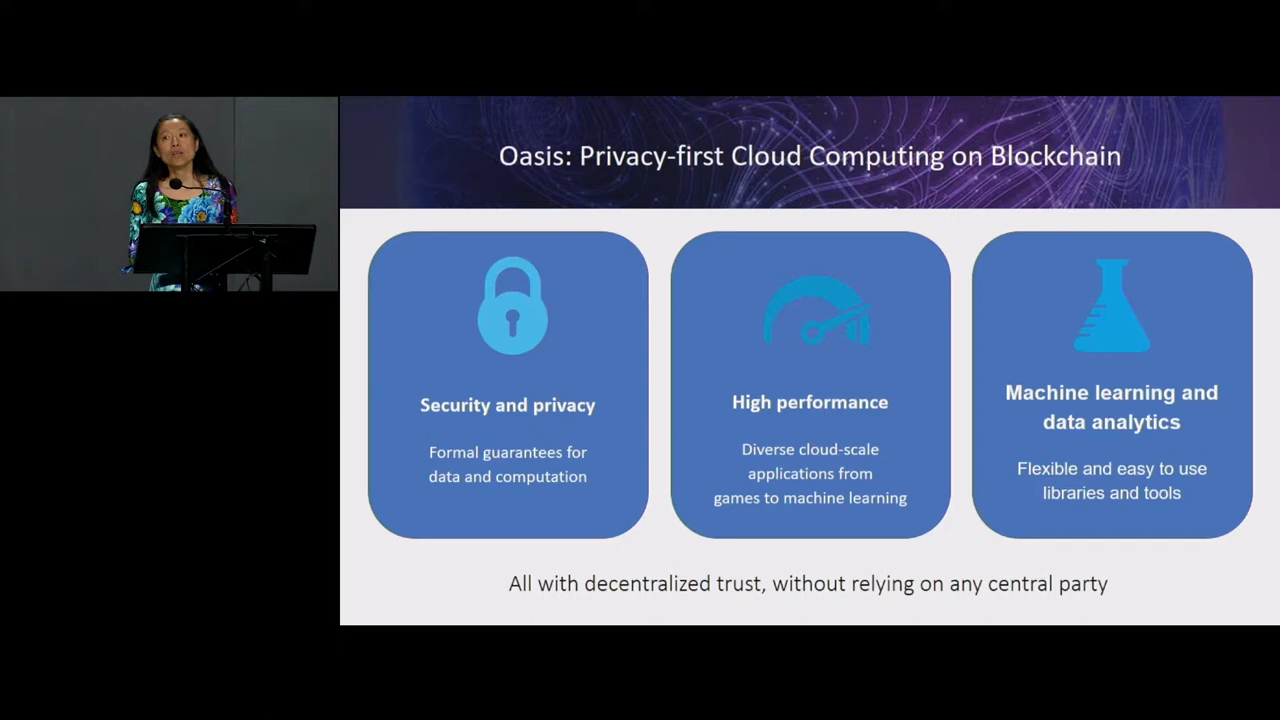 Oasis: Privacy-first Cloud Computing on Blockchain
Security and privacy
Formal guarantees for
data and computation
High performance
Diverse cloud-scale
applications from
games to machine learning
Machine learning and
data analytics
Flexible and easy to use
libraries and tools
All with decentralized trust, without relying on any central party